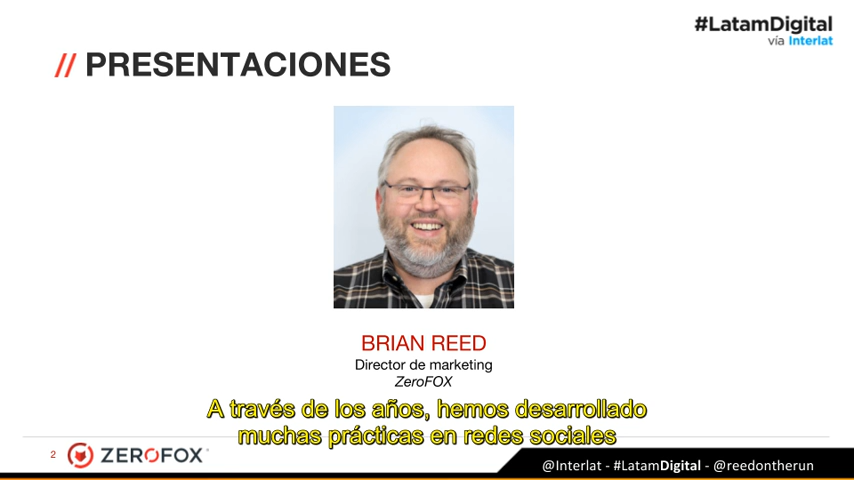 #LatamDigital
vía Interlat
// PRESENTACIONES
BRIAN REED
Director de marketing
ZeroFOX
A través de los años, hemos desarrollado
muchas prácticas en redes sociales
2 ZEROFOX
@Interlat - #LatamDigital - @reedontherun